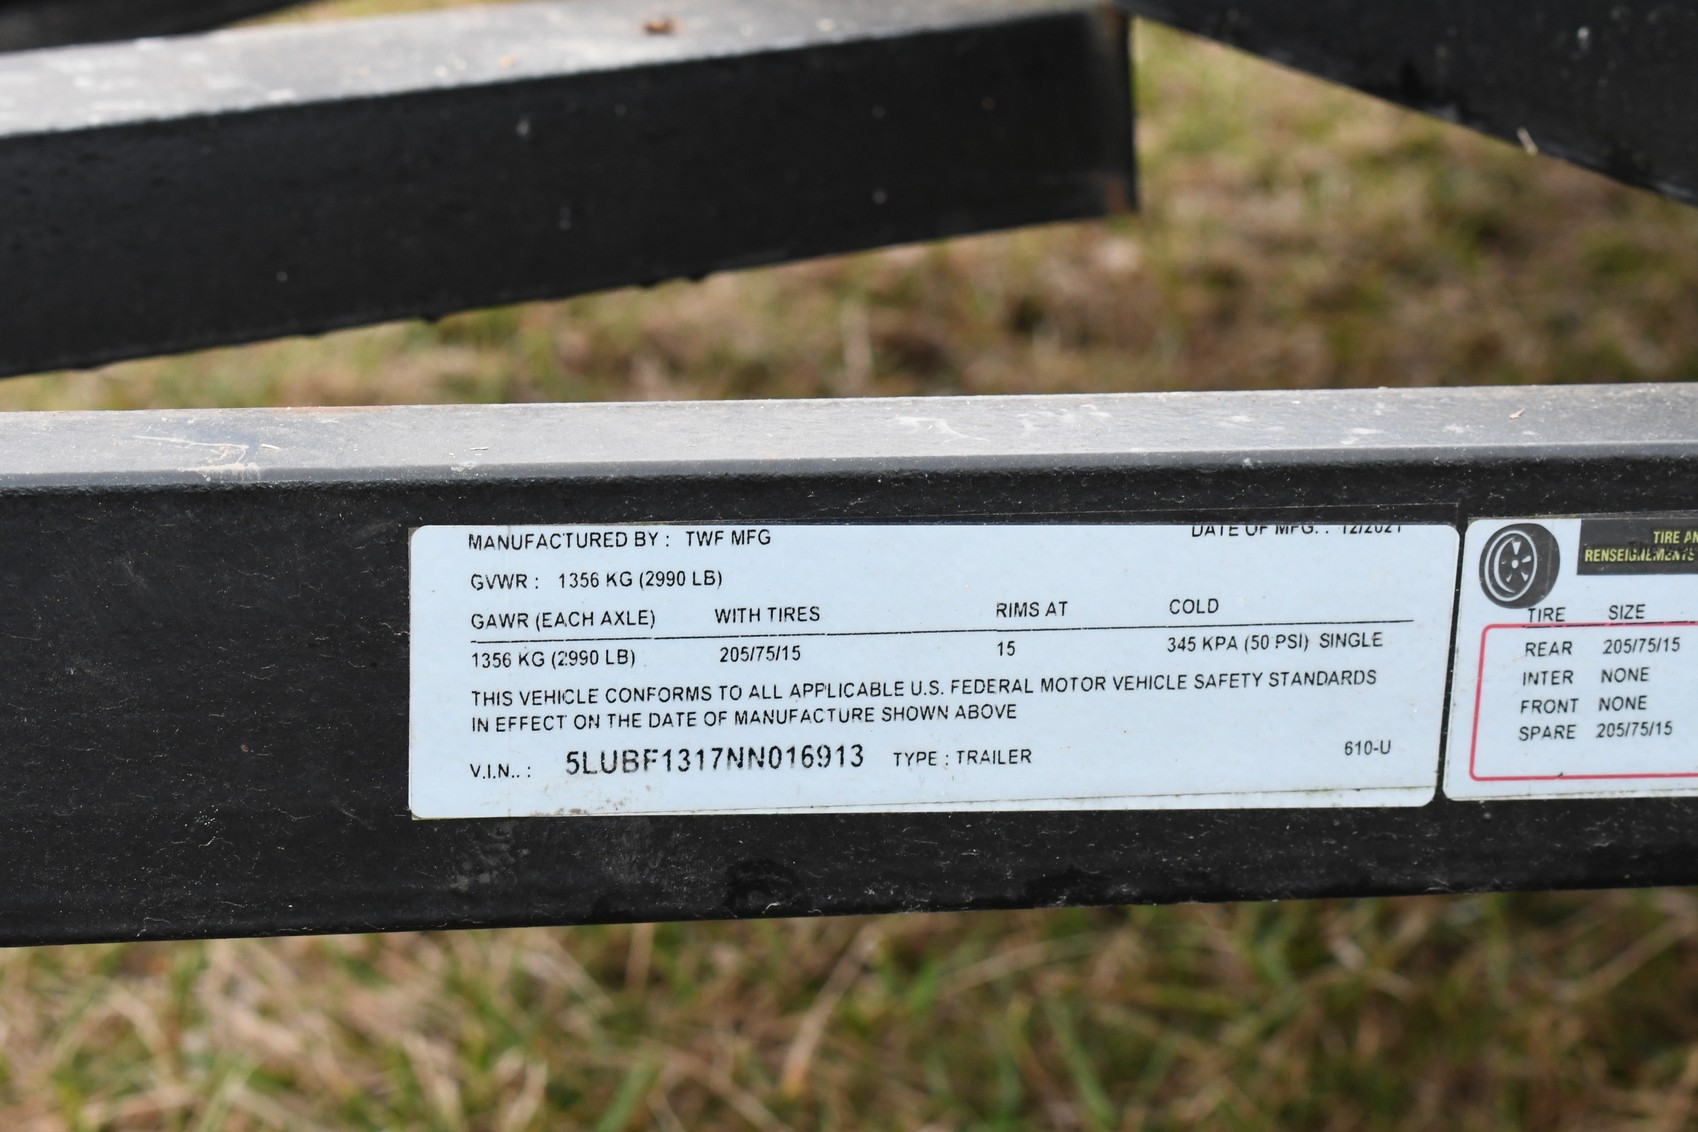 MANUFACTURED BY : TWF MFG
DATE OF MFG. : 12/2021
GVWR : 1356 KG (2990 LB)
GAWR (EACH AXLE) WITH TIRES RIMS AT COLD
1356 KG (2990 LB) 205/75/15 15 345 KPA (50 PSI) SINGLE
THIS VEHICLE CONFORMS TO ALL APPLICABLE U.S. FEDERAL MOTOR VEHICLE SAFETY STANDARDS
IN EFFECT ON THE DATE OF MANUFACTURE SHOWN ABOVE
V.I.N.. : 5LUBF1317NN016913 TYPE : TRAILER 610-U
TIRE AN
RENSEIGNEMENTS
TIRE SIZE
REAR 205/75/15
INTER NONE
FRONT NONE
SPARE 205/75/15